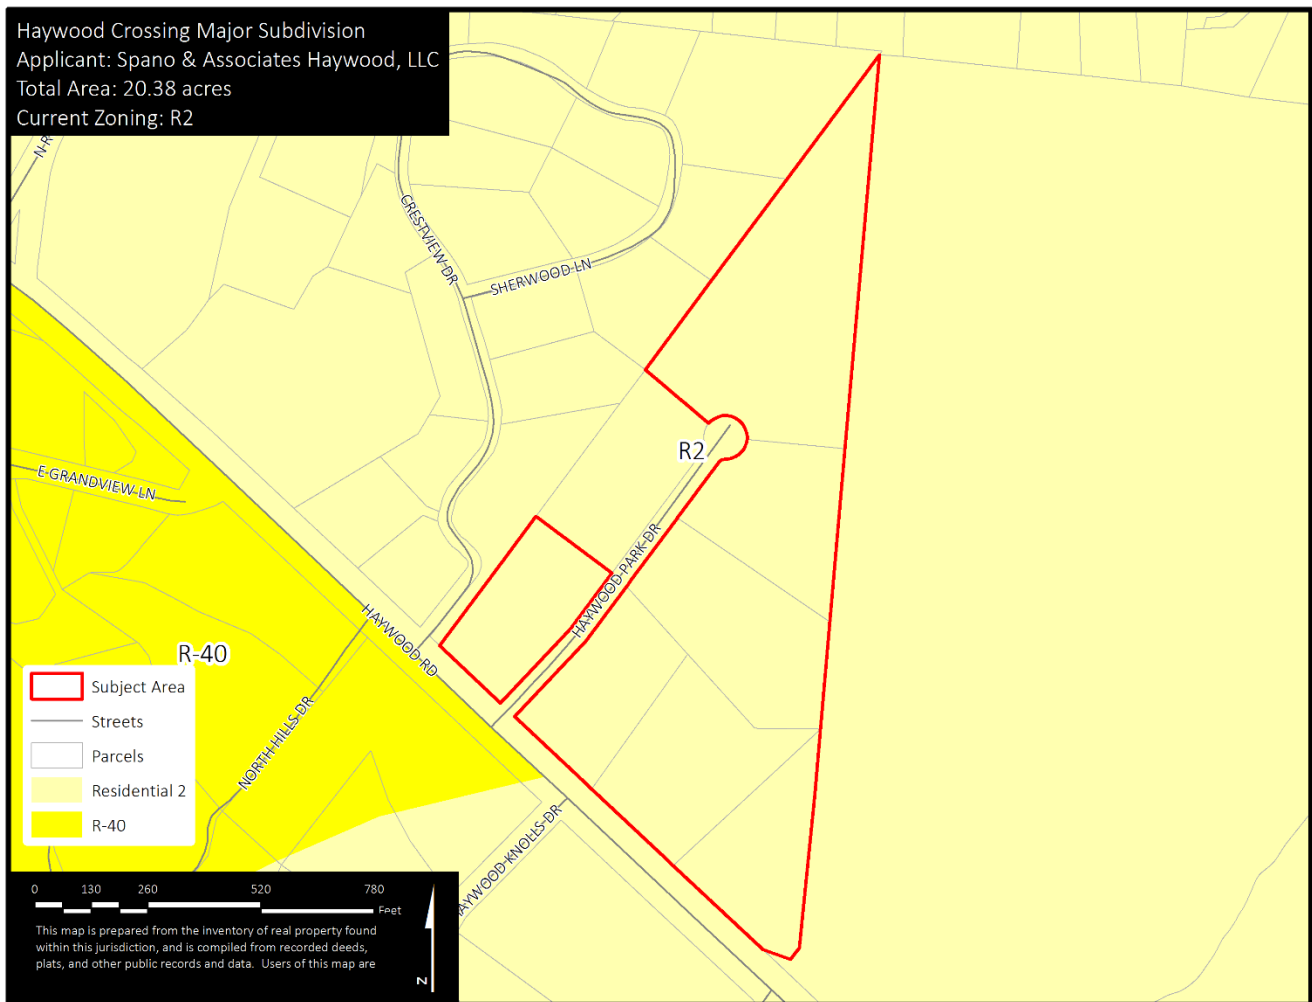 Haywood Crossing Major Subdivision
Applicant: Spano & Associates Haywood, LLC
Total Area: 20.38 acres
Current Zoning: R2
N-R
CRESTVIEW DR
SHERWOOD LN
R2
E GRANDVIEW LN
HAYWOOD-PARK-DR
HAYWOOD RD
R-40
NORTH HILLS DR
HAYWOOD-KNOLLS-DR
Subject Area
Streets
Parcels
Residential 2
R-40
0 130 260 520 780
Feet
This map is prepared from the inventory of real property found
within this jurisdiction, and is compiled from recorded deeds,
plats, and other public records and data. Users of this map are
N